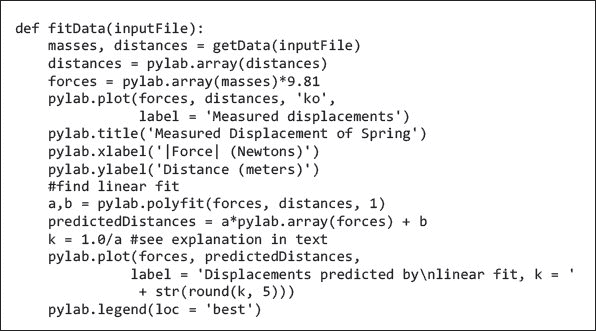 def fitData(inputFile):
    masses, distances = getData(inputFile)
    distances = pylab.array(distances)
    forces = pylab.array(masses)*9.81
    pylab.plot(forces, distances, 'ko',
               label = 'Measured displacements')
    pylab.title('Measured Displacement of Spring')
    pylab.xlabel('|Force| (Newtons)')
    pylab.ylabel('Distance (meters)')
    #find linear fit
    a,b = pylab.polyfit(forces, distances, 1)
    predictedDistances = a*pylab.array(forces) + b
    k = 1.0/a #see explanation in text
    pylab.plot(forces, predictedDistances,
               label = 'Displacements predicted by\nlinear fit, k = '
               + str(round(k, 5)))
    pylab.legend(loc = 'best')